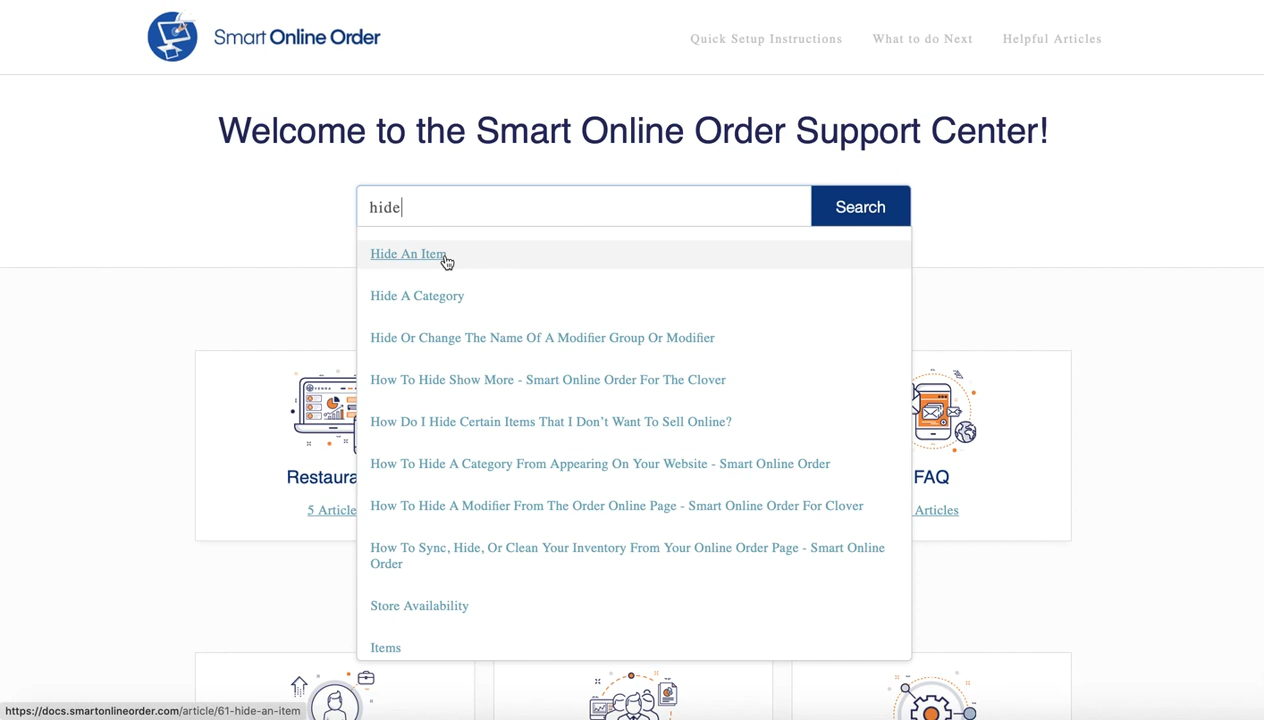 Smart Online Order
Quick Setup Instructions
What to do Next
Helpful Articles
Welcome to the Smart Online Order Support Center!
hide
Search
Hide An Item
Hide A Category
Hide Or Change The Name Of A Modifier Group Or Modifier
How To Hide Show More - Smart Online Order For The Clover
How Do I Hide Certain Items That I Don’t Want To Sell Online?
How To Hide A Category From Appearing On Your Website - Smart Online Order
How To Hide A Modifier From The Order Online Page - Smart Online Order For Clover
How To Sync, Hide, Or Clean Your Inventory From Your Online Order Page - Smart Online
Order
Store Availability
Items
Restaura
5 Article
FAQ
Articles
https://docs.smartonlineorder.com/article/61-hide-an-item